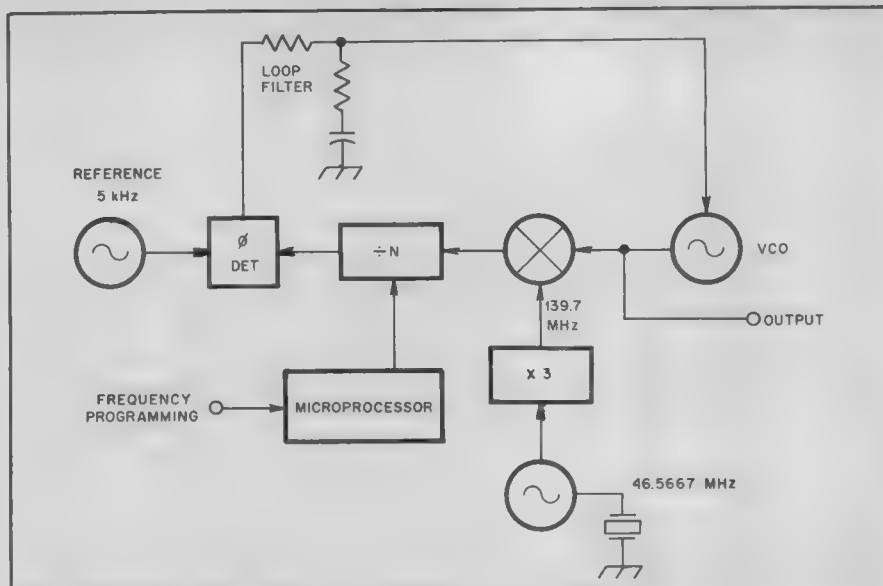 LOOP
FILTER
REFERENCE
5 kHz
ø
DET
÷N
VCO
139.7
MHz
OUTPUT
X 3
FREQUENCY
PROGRAMMING
MICROPROCESSOR
46.5667 MHz